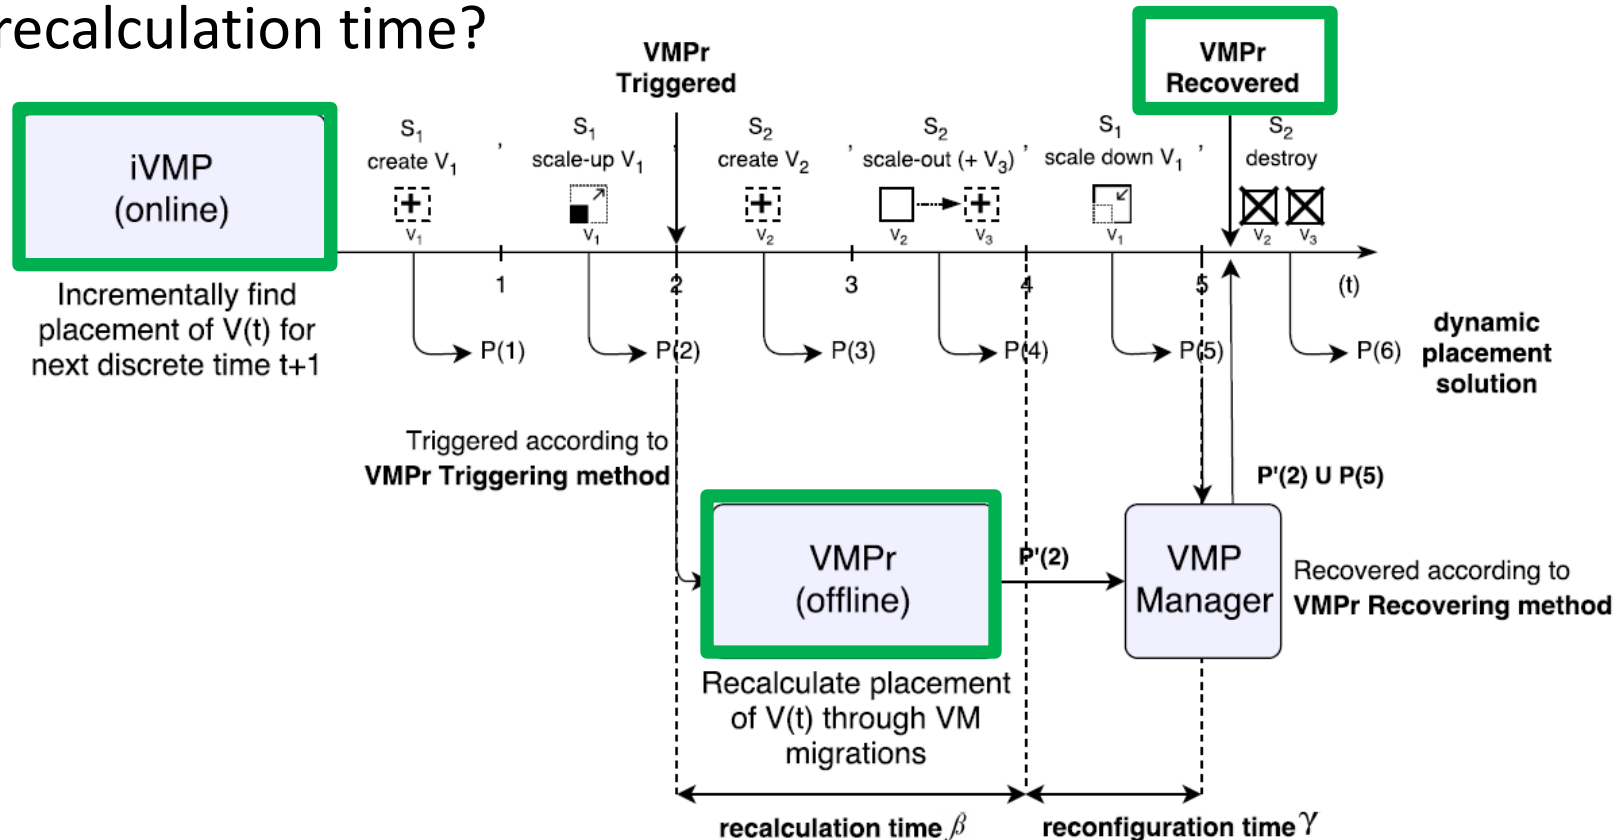 recalculation time?
VMPr
Triggered
VMPr
Recovered
iVMP
(online)
Incrementally find
placement of V(t) for
next discrete time t+1
S1
create V1
V1
,
S1
scale-up V1
V1
,
S2
create V2
V2
,
S2
scale-out (+ V3)
V2
V3
,
S1
scale down V1
V1
,
S2
destroy
V2
V3
1
2
3
4
5
(t)
P(1)
P(2)
P(3)
P(4)
P(5)
P(6)
dynamic
placement
solution
Triggered according to
VMPr Triggering method
VMPr
(offline)
Recalculate placement
of V(t) through VM
migrations
P'(2)
VMP
Manager
P'(2) U P(5)
Recovered according to
VMPr Recovering method
recalculation time β
reconfiguration time γ